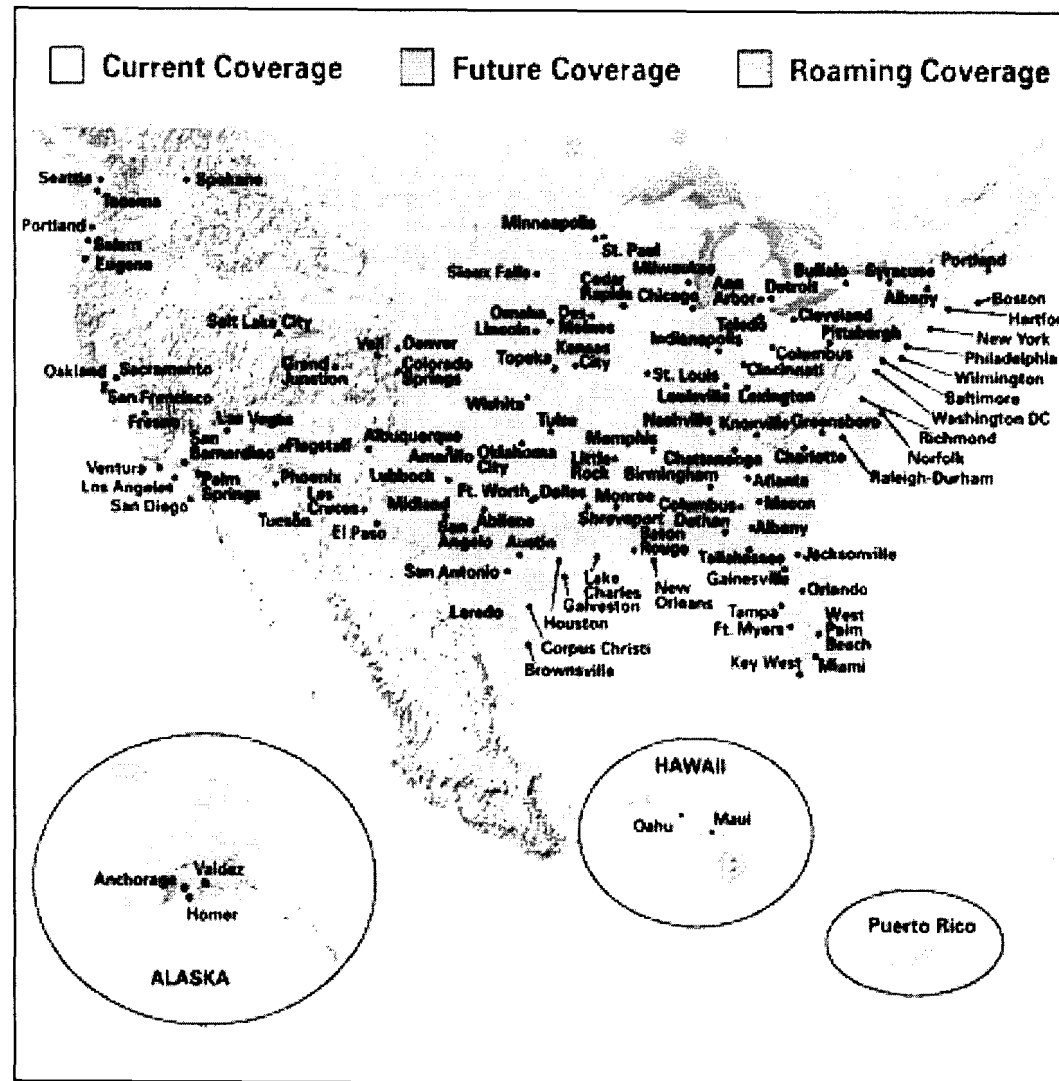 Current Coverage
Future Coverage
Roaming Coverage
Seattle
Spokane
Tacoma
Portland
Salem
Eugene
Minneapolis
St. Paul
Sioux Falls
Milwaukee
Cedar
Rapids
Chicago
Ann
Arbor
Detroit
Buffalo
Syracuse
Portland
Albany
Boston
Hartfor
New York
Philadelphia
Wilmington
Baltimore
Washington DC
Richmond
Norfolk
Raleigh-Durham
Salt Lake City
Omaha
Lincoln
Des
Moines
Toledo
Cleveland
Pittsburgh
Indianapolis
Columbus
Cincinnati
Vail
Denver
Colorado
Springs
Grand
Junction
Topeka
Kansas
City
St. Louis
Louisville
Lexington
Oakland
Sacramento
San Francisco
Fresno
Las Vegas
San
Bernardino
Flagstaff
Albuquerque
Amarillo
Wichita
Tulsa
Oklahoma
City
Memphis
Little
Rock
Nashville
Knoxville
Greensboro
Chattanooga
Charlotte
Birmingham
Atlanta
Ventura
Los Angeles
San Diego
Palm
Springs
Phoenix
Tucson
Las
Cruces
El Paso
Lubbock
Midland
Ft. Worth
Dallas
Abilene
San
Angelo
Austin
San Antonio
Monroe
Shreveport
Columbus
Macon
Dothan
Albany
Baton
Rouge
Tallahassee
Jacksonville
Gainesville
Orlando
Lake
Charles
Galveston
Houston
New
Orleans
Laredo
Corpus Christi
Brownsville
Tampa
Ft. Myers
West
Palm
Beach
Key West
Miami
HAWAII
Oahu
Maui
Anchorage
Valdez
Homer
ALASKA
Puerto Rico